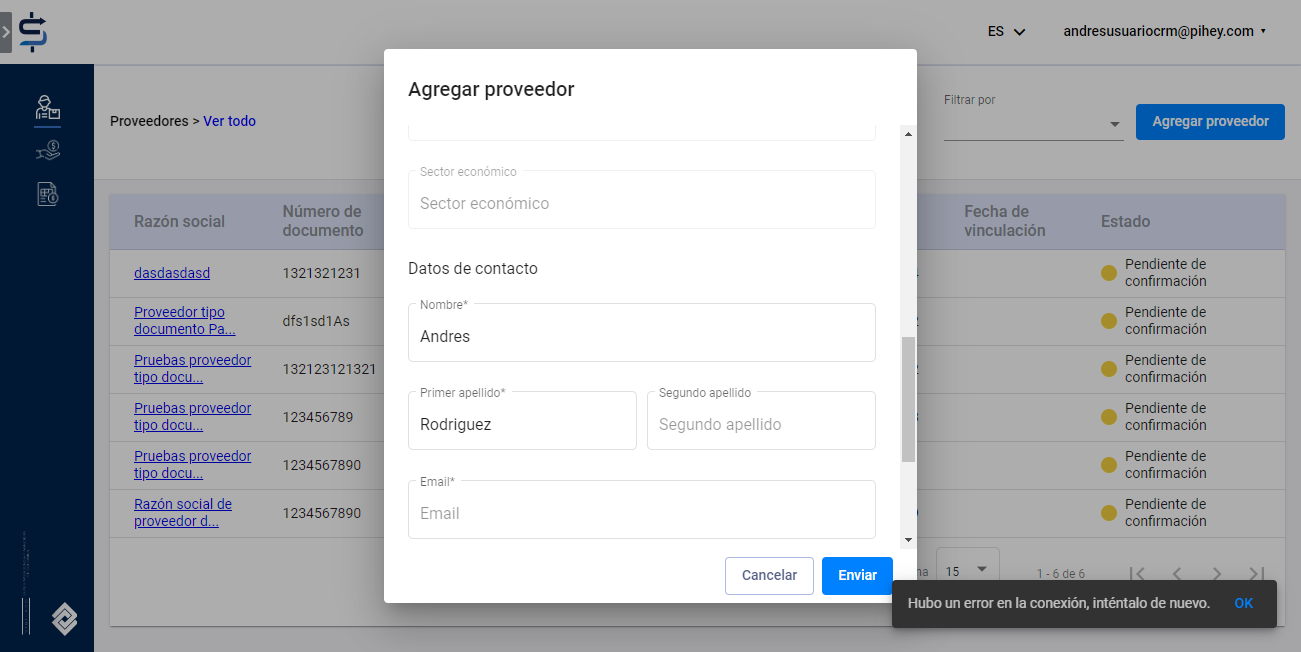 ES
andresusuariocrm@pihey.com
Proveedores > Ver todo
Filtrar por
Agregar proveedor
Razón social
Número de
documento
Fecha de
vinculación
Estado
dasdasdasd
1321321231
Pendiente de
confirmación
Proveedor tipo
documento Pa...
dfs1sd1As
Pendiente de
confirmación
Pruebas proveedor
tipo docu...
132123121321
Pendiente de
confirmación
Pruebas proveedor
tipo docu...
123456789
Pendiente de
confirmación
Pruebas proveedor
tipo docu...
1234567890
Pendiente de
confirmación
Razón social de
proveedor d...
1234567890
Pendiente de
confirmación
15
1 - 6 de 6
Agregar proveedor
Sector económico
Sector económico
Datos de contacto
Nombre*
Andres
Primer apellido*
Rodriguez
Segundo apellido
Segundo apellido
Email*
Email
Cancelar
Enviar
Hubo un error en la conexión, inténtalo de nuevo.
OK